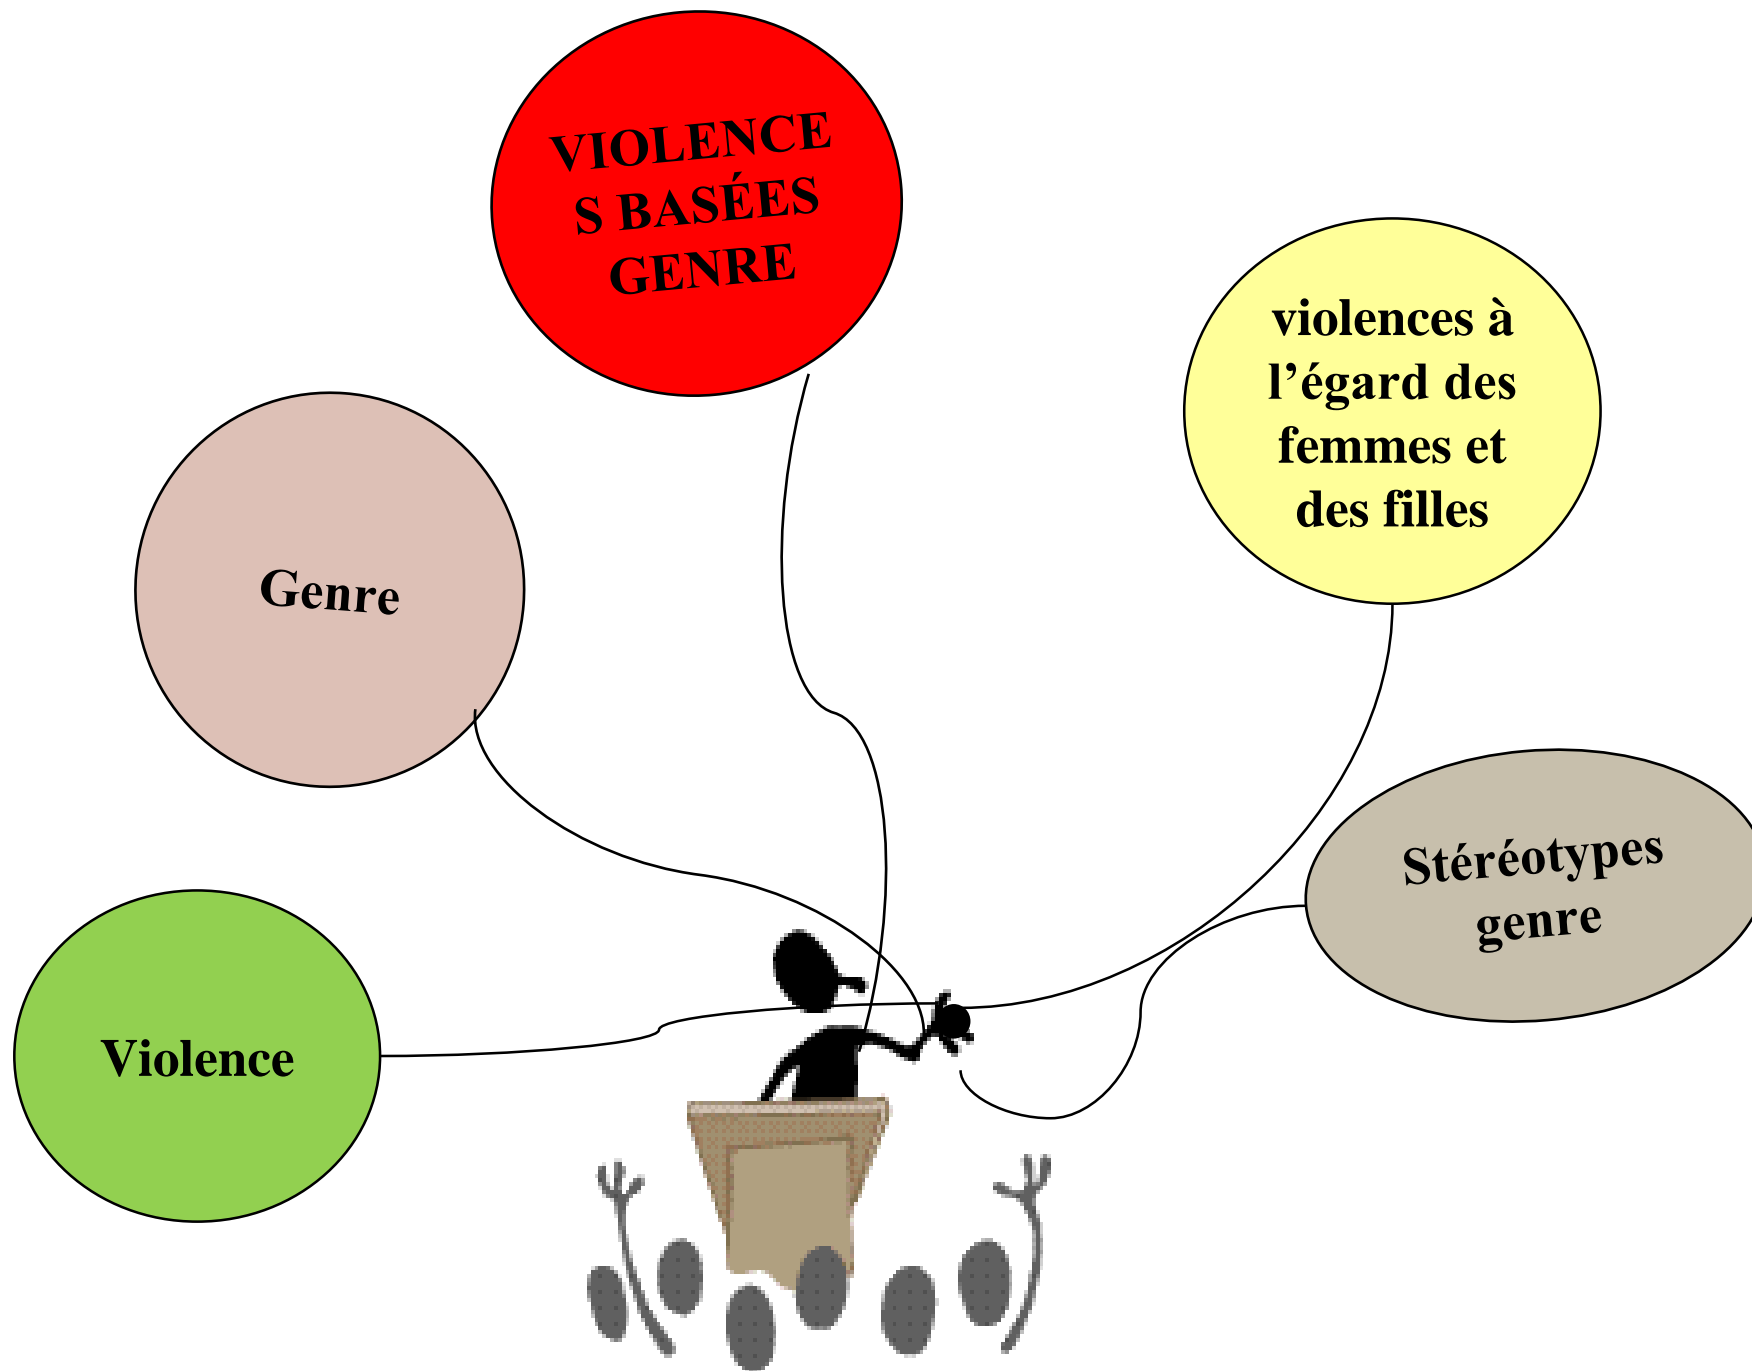 VIOLENCE
S BASÉES
GENRE
violences à
l’égard des
femmes et
des filles
Genre
Stéréotypes
genre
Violence